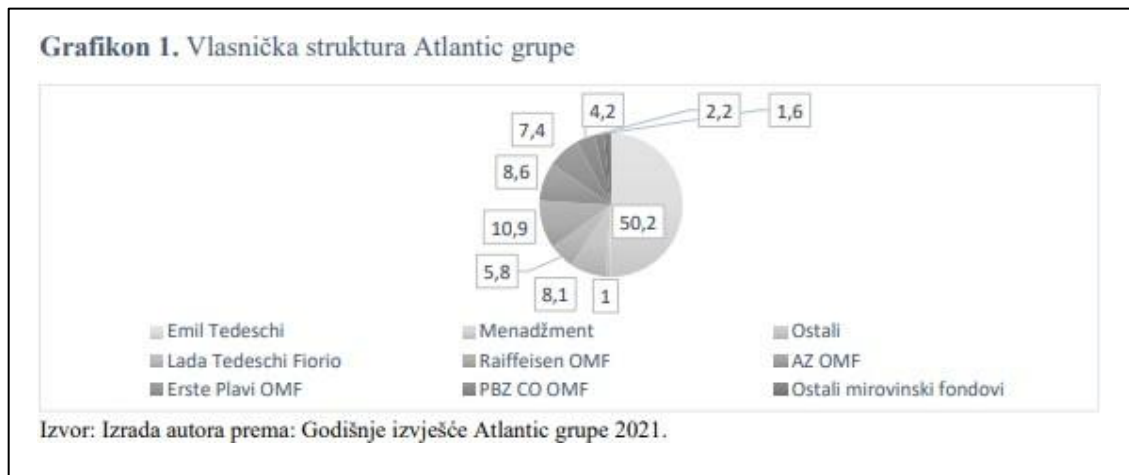 Grafikon 1. Vlasnička struktura Atlantic grupe
4,2 2,2 1,6
7,4
8,6
10,9 50,2
5,8
8,1 1
Emil Tedeschi Menadžment Ostali
Lada Tedeschi Fiorio Raiffeisen OMF AZ OMF
Erste Plavi OMF PBZ CO OMF Ostali mirovinski fondovi
Izvor: Izrada autora prema: Godišnje izvješće Atlantic grupe 2021.